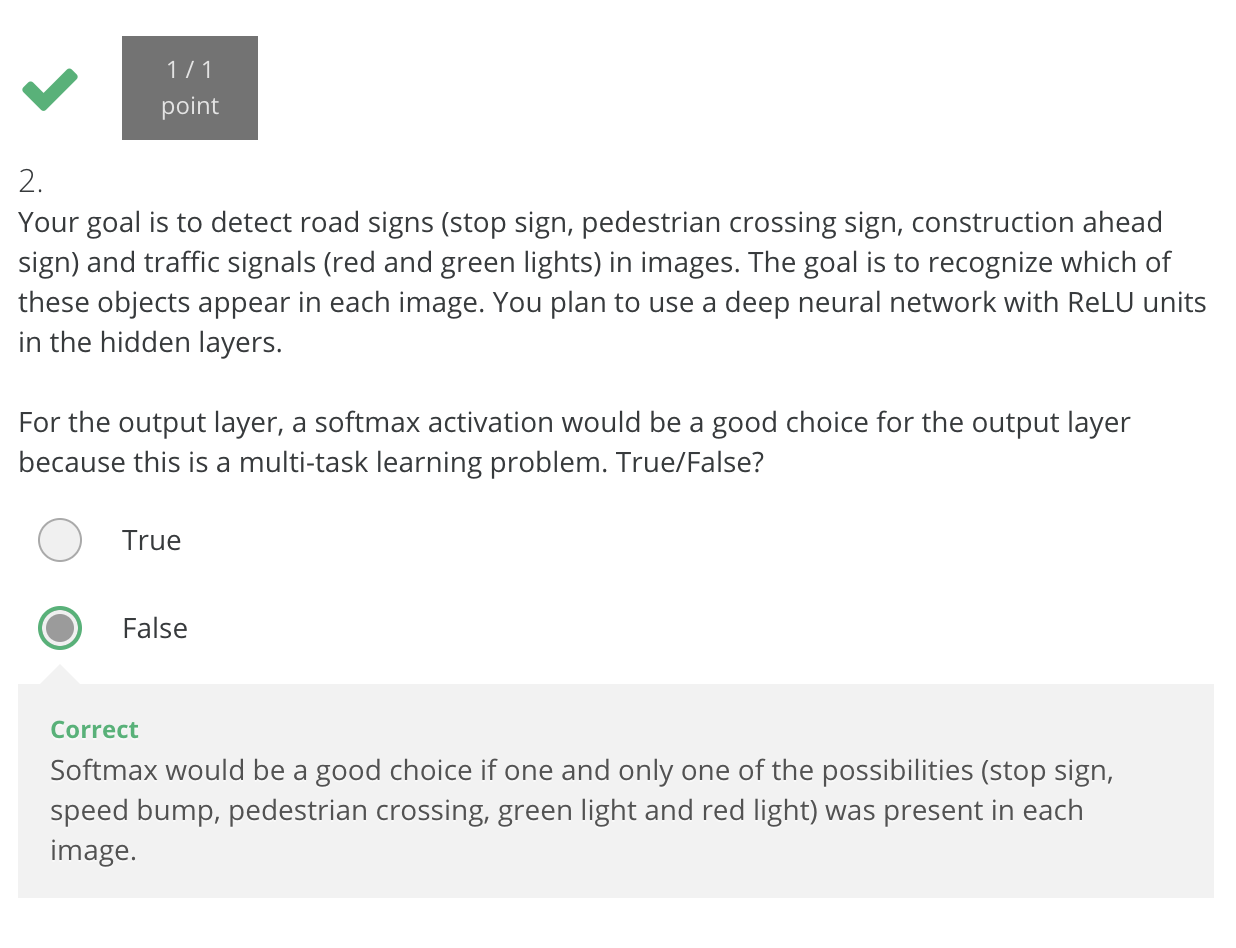 1 / 1
point
2.
Your goal is to detect road signs (stop sign, pedestrian crossing sign, construction ahead
sign) and traffic signals (red and green lights) in images. The goal is to recognize which of
these objects appear in each image. You plan to use a deep neural network with ReLU units
in the hidden layers.
For the output layer, a softmax activation would be a good choice for the output layer
because this is a multi-task learning problem. True/False?
True
False
Correct
Softmax would be a good choice if one and only one of the possibilities (stop sign,
speed bump, pedestrian crossing, green light and red light) was present in each
image.